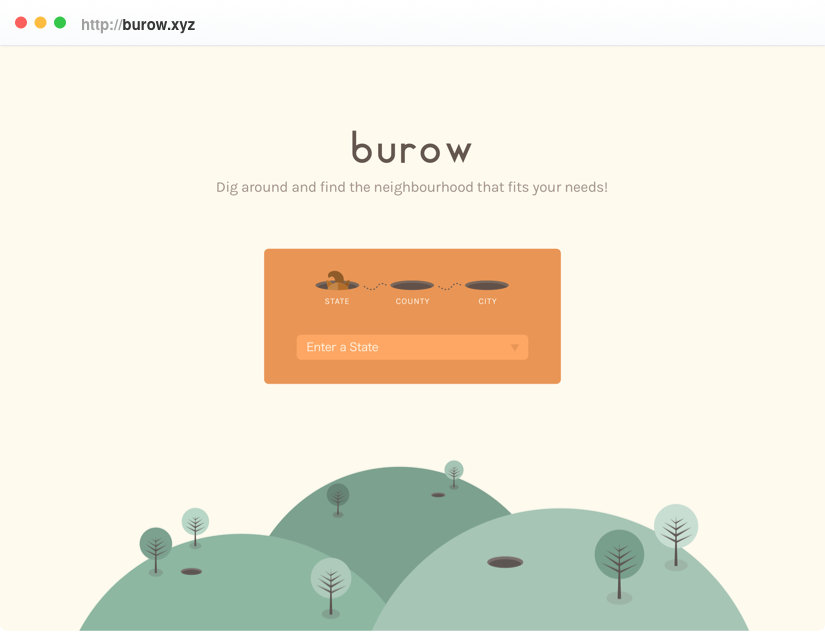 http://burow.xyz
burow
Dig around and find the neighbourhood that fits your needs!
STATE COUNTY CITY
Enter a State